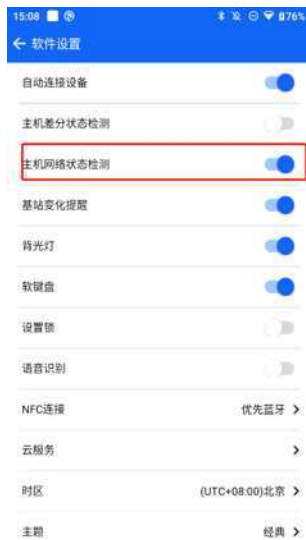 15:08 76%
软件设置
自动连接设备
主机差分状态检测
主机网络状态检测
基站变化提醒
背光灯
软键盘
设置锁
语音识别
NFC连接 优先蓝牙
云服务
时区 (UTC+08:00)北京
主题 经典